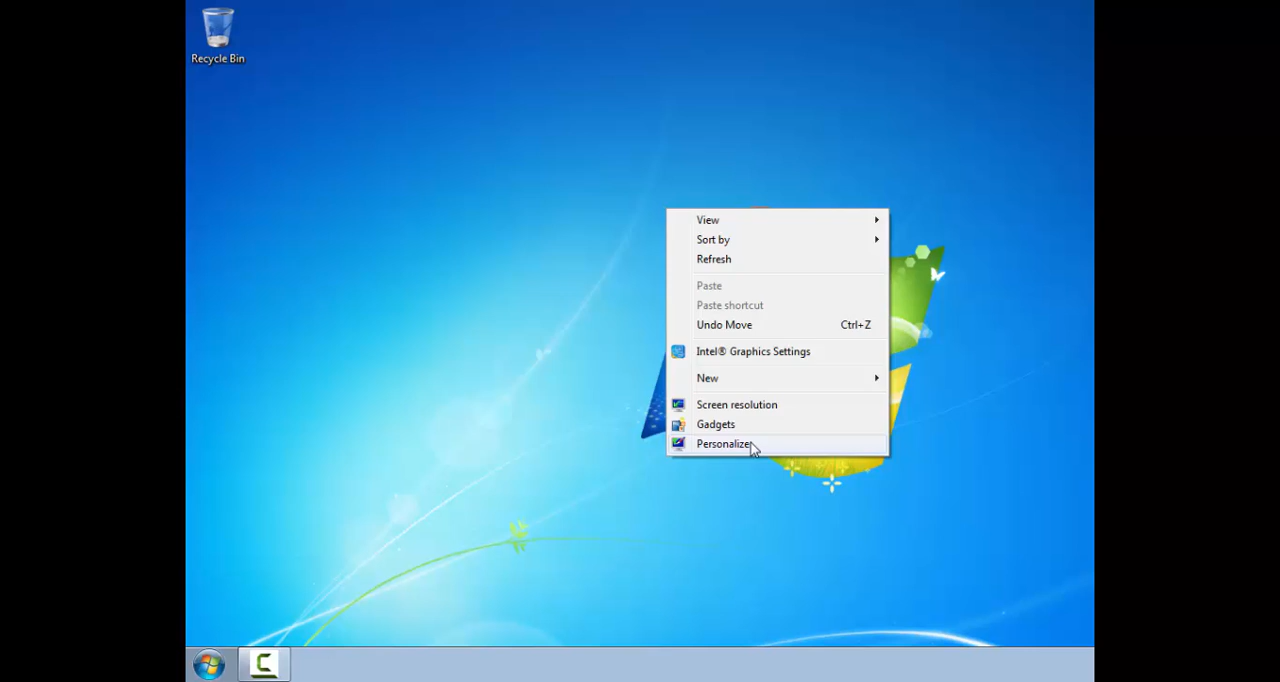 Recycle Bin
View
Sort by
Refresh
Paste
Paste shortcut
Undo Move Ctrl+Z
Intel® Graphics Settings
New
Screen resolution
Gadgets
Personalize